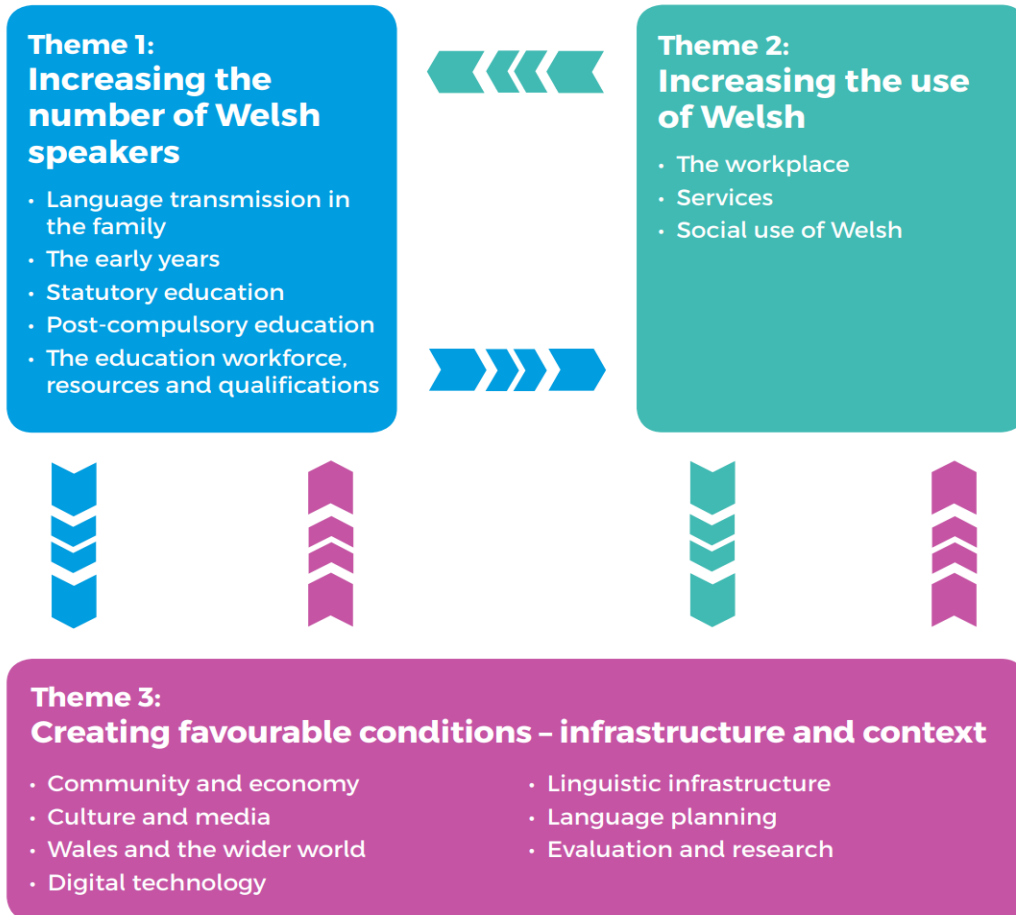 Theme 1:
Increasing the
number of Welsh
speakers
• Language transmission in
the family
• The early years
• Statutory education
• Post-compulsory education
• The education workforce,
resources and qualifications
Theme 2:
Increasing the use
of Welsh
• The workplace
• Services
• Social use of Welsh
Theme 3:
Creating favourable conditions – infrastructure and context
• Community and economy
• Culture and media
• Wales and the wider world
• Digital technology
• Linguistic infrastructure
• Language planning
• Evaluation and research